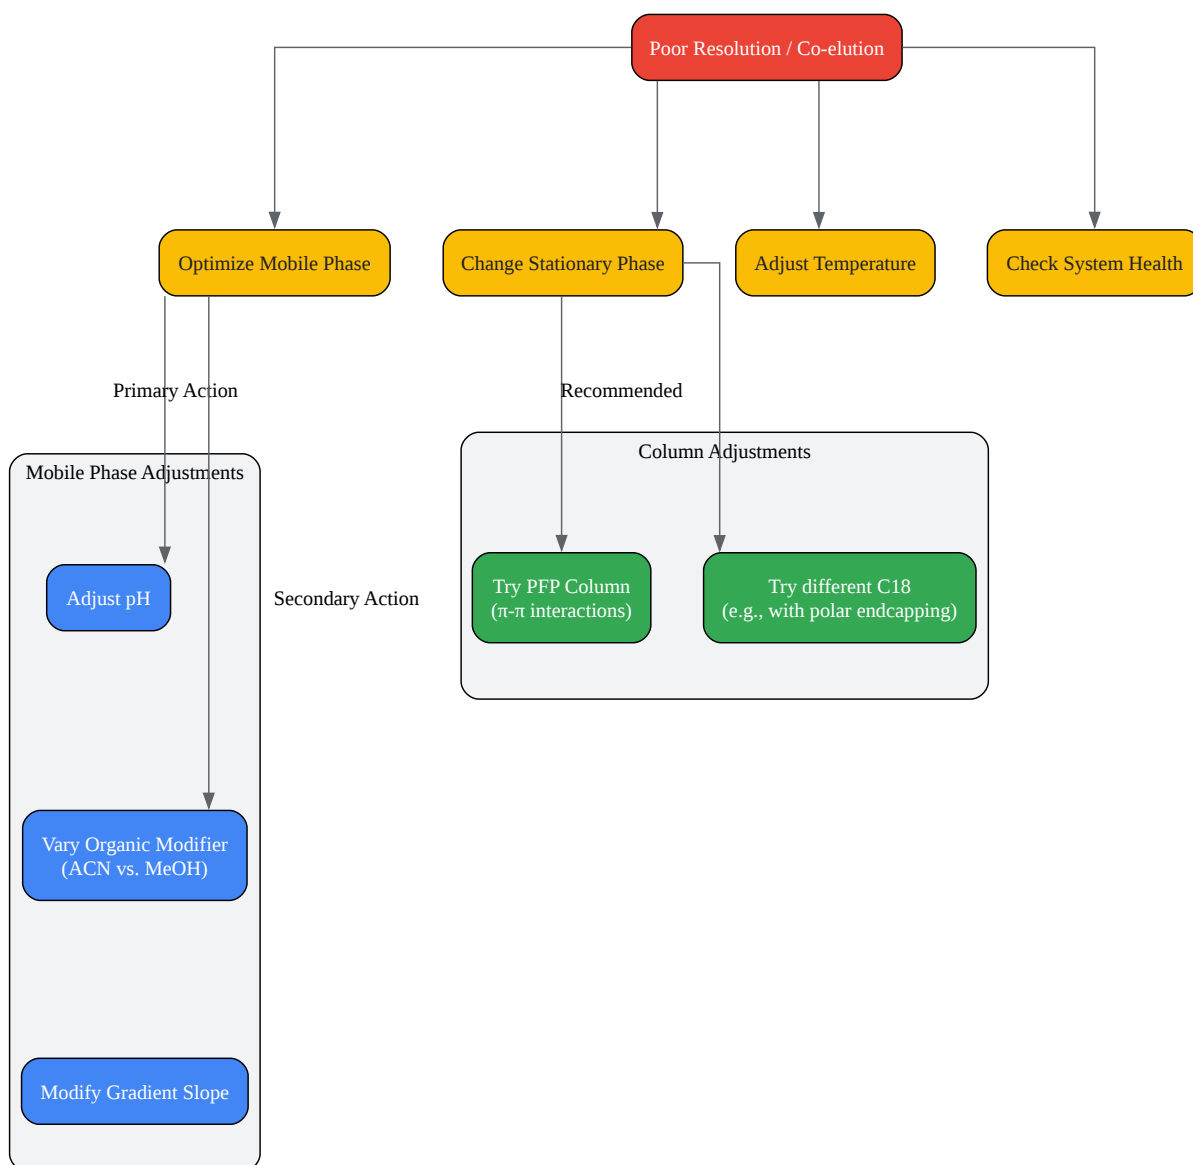 Poor Resolution / Co-elution
Optimize Mobile Phase
Change Stationary Phase
Adjust Temperature
Check System Health
Primary Action
Recommended
Mobile Phase Adjustments
Column Adjustments
Adjust pH
Secondary Action
Try PFP Column
(π-π interactions)
Try different C18
(e.g., with polar endcapping)
Vary Organic Modifier
(ACN vs. MeOH)
Modify Gradient Slope